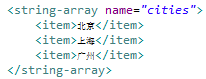 <string-array name="cities">
<item>北京</item>
<item>上海</item>
<item>广州</item>
</string-array>